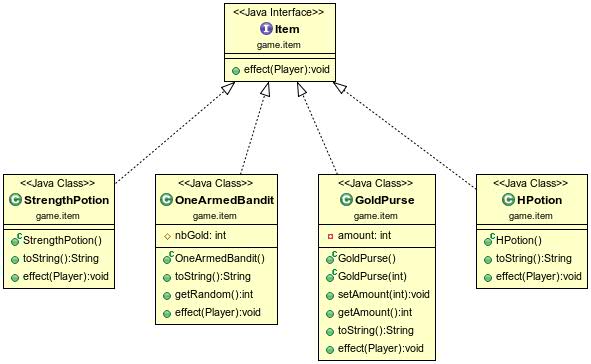 <<Java Interface>>
Item
game.item
effect(Player):void
<<Java Class>>
StrengthPotion
game.item
StrengthPotion()
toString():String
effect(Player):void
<<Java Class>>
OneArmedBandit
game.item
nbGold: int
OneArmedBandit()
toString():String
getRandom():int
effect(Player):void
<<Java Class>>
GoldPurse
game.item
amount: int
GoldPurse()
GoldPurse(int)
setAmount(int):void
getAmount():int
toString():String
effect(Player):void
<<Java Class>>
HPotion
game.item
HPotion()
toString():String
effect(Player):void